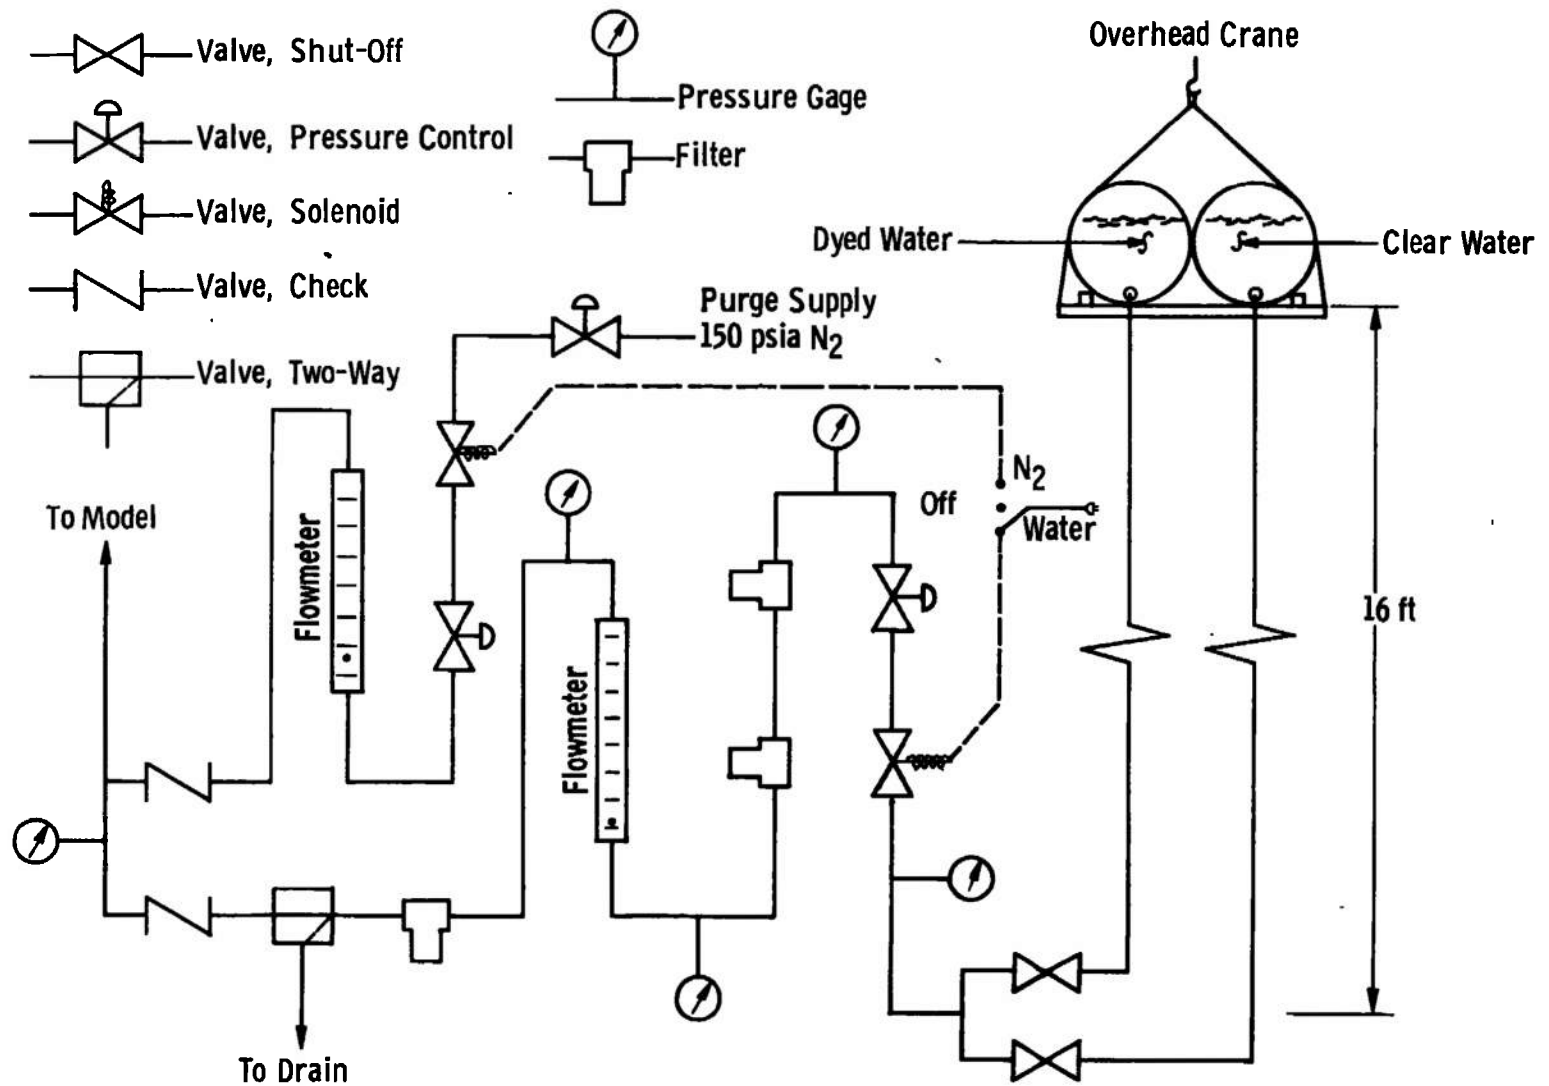 Valve, Shut-Off
Valve, Pressure Control
Valve, Solenoid
Valve, Check
Valve, Two-Way
Pressure Gage
Filter
Overhead Crane
Dyed Water
Clear Water
Purge Supply
150 psia N2
N2
Off
Water
To Model
Flowmeter
Flowmeter
16 ft
To Drain